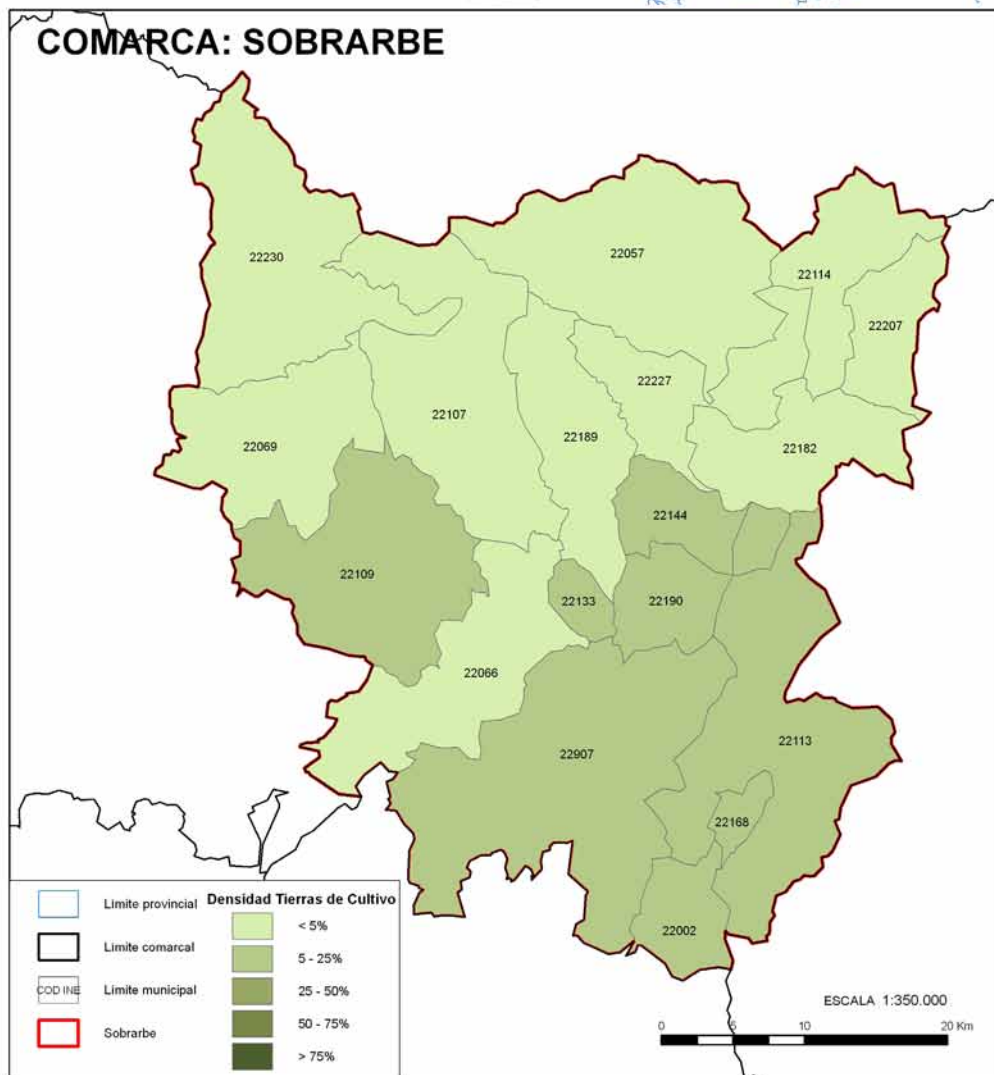 COMARCA: SOBRARBE
22230
22057
22114
22207
22227
22107
22189
22069
22182
22144
22109
22133
22190
22066
22907
22113
22168
22002
Limite provincial
Limite comarcal
COD INE
Limite municipal
Sobrarbe
Densidad Tierras de Cultivo
< 5%
5 - 25%
25 - 50%
50 - 75%
> 75%
ESCALA 1:350.000
0 5 10 20 Km